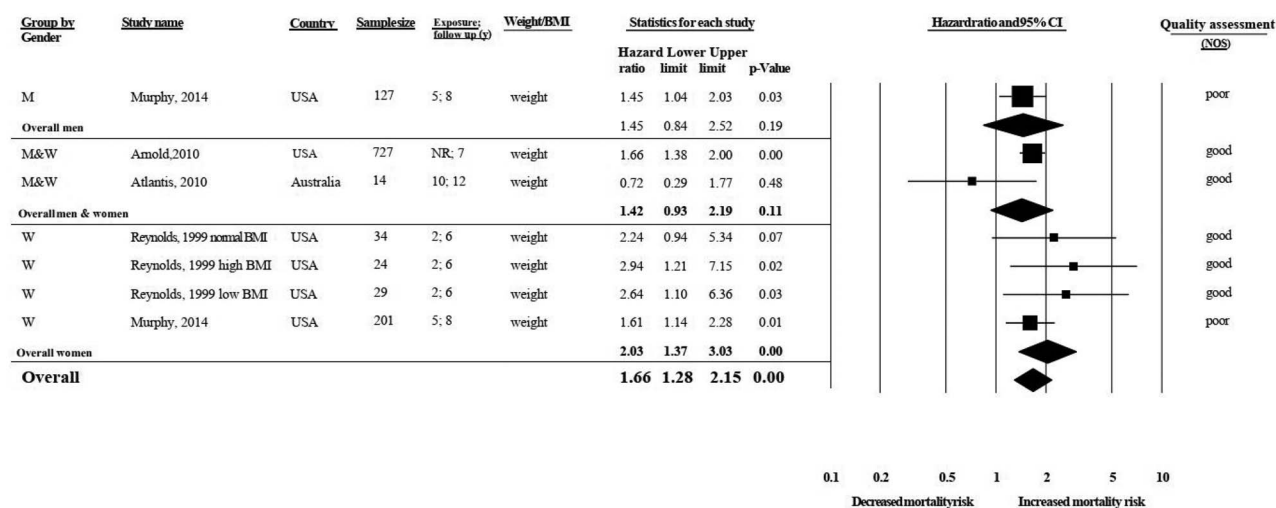 Group by Gender Study name Country Samplesize Exposure; follow up (y) Weight/BMI Statistics for each study Hazardratioand95% CI Quality assessment (NOS)
Hazard Lower Upper
ratio limit limit p-Value
M Murphy, 2014 USA 127 5; 8 weight 1.45 1.04 2.03 0.03 poor
Overall men 1.45 0.84 2.52 0.19
M&W Arnold,2010 USA 727 NR; 7 weight 1.66 1.38 2.00 0.00 good
M&W Atlantis, 2010 Australia 14 10; 12 weight 0.72 0.29 1.77 0.48 good
Overall men & women 1.42 0.93 2.19 0.11
W Reynolds, 1999 normal BMI USA 34 2; 6 weight 2.24 0.94 5.34 0.07 good
W Reynolds, 1999 high BMI USA 24 2; 6 weight 2.94 1.21 7.15 0.02 good
W Reynolds, 1999 low BMI USA 29 2; 6 weight 2.64 1.10 6.36 0.03 good
W Murphy, 2014 USA 201 5; 8 weight 1.61 1.14 2.28 0.01 poor
Overall women 2.03 1.37 3.03 0.00
Overall 1.66 1.28 2.15 0.00
0.1 0.2 0.5 1 2 5 10
Decreased mortality risk Increased mortality risk